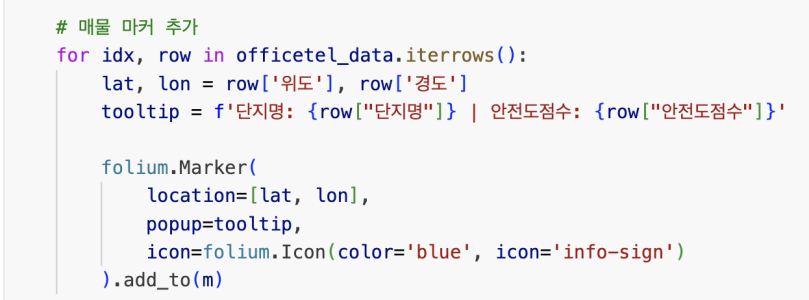 # 매물 마커 추가
for idx, row in officetel_data.iterrows():
    lat, lon = row['위도'], row['경도']
    tooltip = f'단지명: {row["단지명"]} | 안전도점수: {row["안전도점수"]}'

    folium.Marker(
        location=[lat, lon],
        popup=tooltip,
        icon=folium.Icon(color='blue', icon='info-sign')
    ).add_to(m)